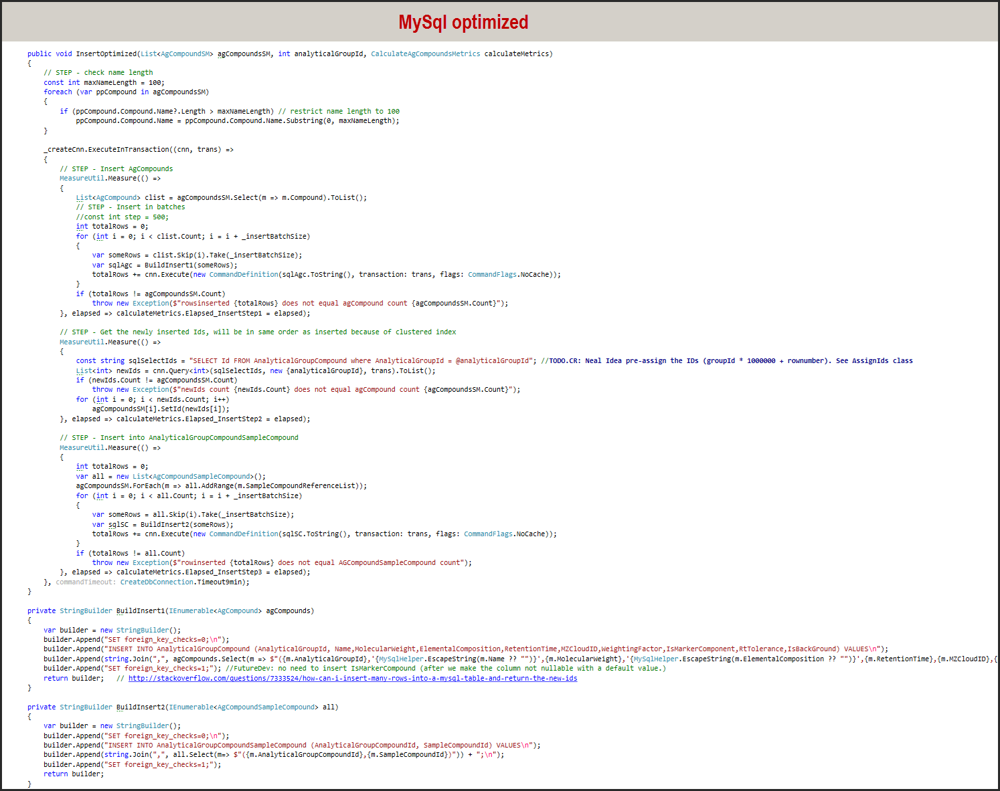 MySql optimized
public void InsertOptimized(List<AgCompoundSM> agCompoundsSM, int analyticalGroupId, CalculateAgCompoundsMetrics calculateMetrics)
{
    // STEP - check name length
    const int maxNameLength = 100;
    foreach (var ppCompound in agCompoundsSM)
    {
        if (ppCompound.Compound.Name?.Length > maxNameLength) // restrict name length to 100
            ppCompound.Compound.Name = ppCompound.Compound.Name.Substring(0, maxNameLength);
    }
    _createCnn.ExecuteInTransaction((cnn, trans) =>
    {
        // STEP - Insert AgCompounds
        MeasureUtil.Measure(() =>
        {
            List<AgCompound> clist = agCompoundsSM.Select(m => m.Compound).ToList();
            // STEP - Insert in batches
            //const int step = 500;
            int totalRows = 0;
            for (int i = 0; i < clist.Count; i = i + _insertBatchSize)
            {
                var someRows = clist.Skip(i).Take(_insertBatchSize);
                var sqlAgc = BuildInsert1(someRows);
                totalRows += cnn.Execute(new CommandDefinition(sqlAgc.ToString(), transaction: trans, flags: CommandFlags.NoCache));
            }
            if (totalRows != agCompoundsSM.Count)
                throw new Exception($"rowsinserted {totalRows} does not equal agCompound count {agCompoundsSM.Count}");
        }, elapsed => calculateMetrics.Elapsed_InsertStep1 = elapsed);
        // STEP - Get the newly inserted Ids, will be in same order as inserted because of clustered index
        MeasureUtil.Measure(() =>
        {
            const string sqlSelectIds = "SELECT Id FROM AnalyticalGroupCompound where AnalyticalGroupId = @analyticalGroupId"; //TODO.CR: Neal Idea pre-assign the IDs (groupId * 1000000 + rownumber). See AssignIds class
            List<int> newIds = cnn.Query<int>(sqlSelectIds, new {analyticalGroupId}, trans).ToList();
            if (newIds.Count != agCompoundsSM.Count)
                throw new Exception($"newIds count {newIds.Count} does not equal agCompound count {agCompoundsSM.Count}");
            for (int i = 0; i < newIds.Count; i++)
                agCompoundsSM[i].SetId(newIds[i]);
        }, elapsed => calculateMetrics.Elapsed_InsertStep2 = elapsed);
        // STEP - Insert into AnalyticalGroupCompoundSampleCompound
        MeasureUtil.Measure(() =>
        {
            int totalRows = 0;
            var all = new List<AgCompoundSampleCompound>();
            agCompoundsSM.ForEach(m => all.AddRange(m.SampleCompoundReferenceList));
            for (int i = 0; i < all.Count; i = i + _insertBatchSize)
            {
                var someRows = all.Skip(i).Take(_insertBatchSize);
                var sqlSC = BuildInsert2(someRows);
                totalRows += cnn.Execute(new CommandDefinition(sqlSC.ToString(), transaction: trans, flags: CommandFlags.NoCache));
            }
            if (totalRows != all.Count)
                throw new Exception($"rowinserted {totalRows} does not equal AGCompoundSampleCompound count");
        }, elapsed => calculateMetrics.Elapsed_InsertStep3 = elapsed);
    }, commandTimeout: CreateDbConnection.Timeout9min);
}
private StringBuilder BuildInsert1(IEnumerable<AgCompound> agCompounds)
{
    var builder = new StringBuilder();
    builder.Append("SET foreign_key_checks=0;\n");
    builder.Append("INSERT INTO AnalyticalGroupCompound (AnalyticalGroupId, Name,MolecularWeight,ElementalComposition,RetentionTime,MZCloudID,WeightingFactor,IsMarkerComponent,RtTolerance,IsBackGround) VALUES\n");
    builder.Append(string.Join(",", agCompounds.Select(m => $"({m.AnalyticalGroupId},'{MySqlHelper.EscapeString(m.Name ?? "")}',{m.MolecularWeight},'{MySqlHelper.EscapeString(m.ElementalComposition ?? "")}',{m.RetentionTime},{m.MZCloudID},{
    builder.Append("SET foreign_key_checks=1;"); //FutureDev: no need to insert IsMarkerCompound (after we make the column not nullable with a default value.)
    return builder;   // http://stackoverflow.com/questions/7333524/how-can-i-insert-many-rows-into-a-mysql-table-and-return-the-new-ids
}
private StringBuilder BuildInsert2(IEnumerable<AgCompoundSampleCompound> all)
{
    var builder = new StringBuilder();
    builder.Append("SET foreign_key_checks=0;\n");
    builder.Append("INSERT INTO AnalyticalGroupCompoundSampleCompound (AnalyticalGroupCompoundId, SampleCompoundId) VALUES\n");
    builder.Append(string.Join(",", all.Select(m=> $"({m.AnalyticalGroupCompoundId},{m.SampleCompoundId})")) + ";\n");
    builder.Append("SET foreign_key_checks=1;");
    return builder;
}